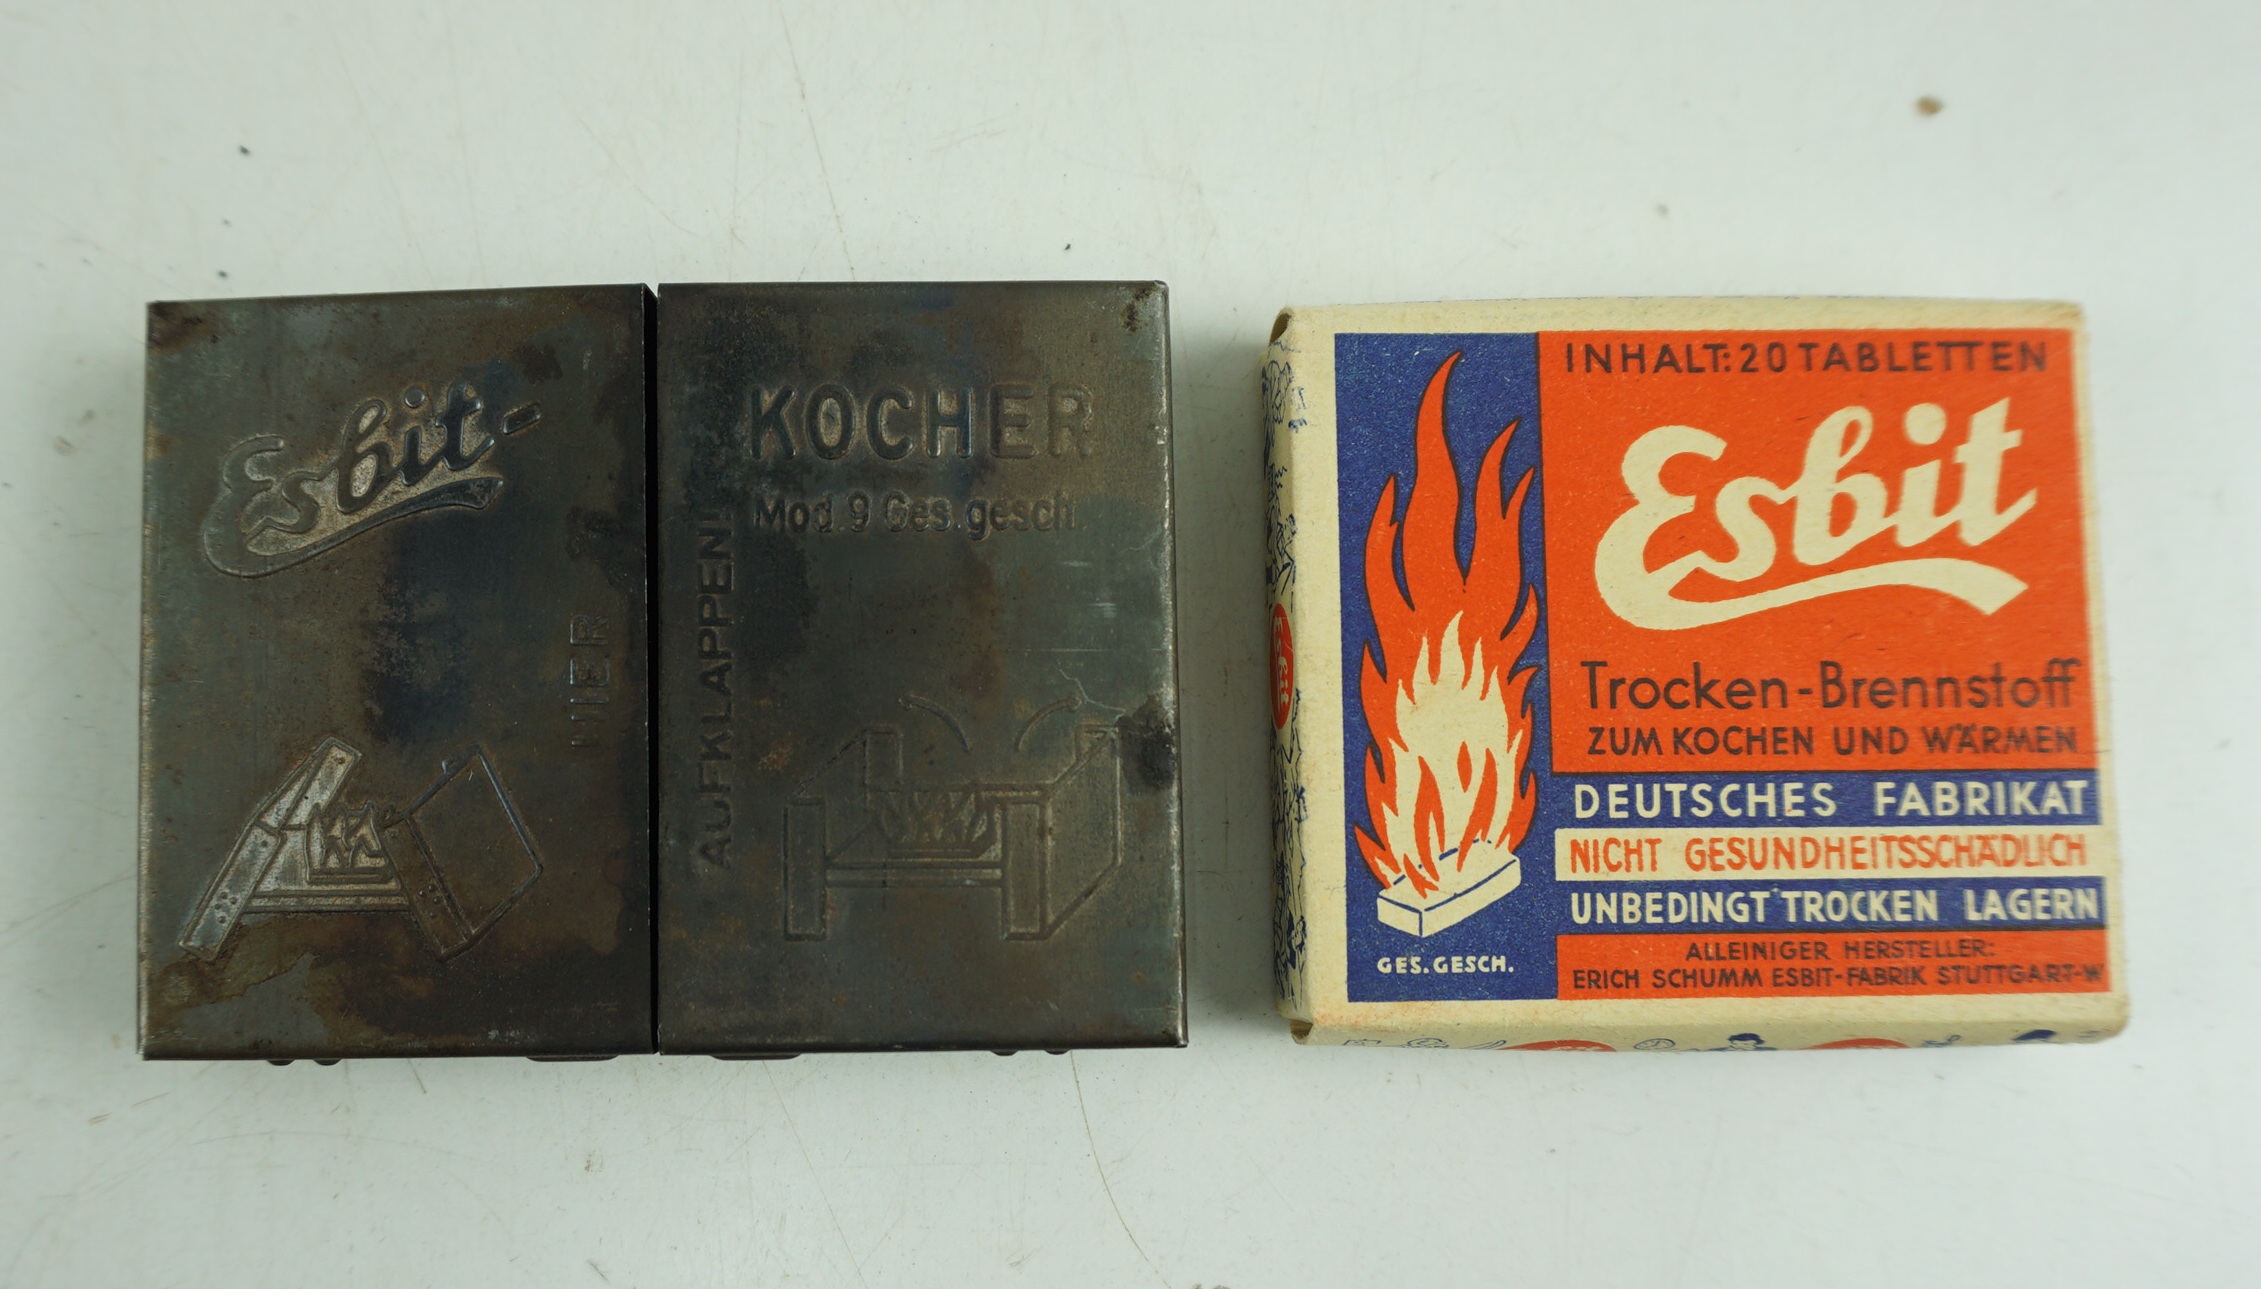 Esbit-
HIER
AUFKLAPPEN!
KOCHER
Mod. 9 Ges.gesch.
INHALT: 20 TABLETTEN
Esbit
Trocken-Brennstoff
ZUM KOCHEN UND WÄRMEN
DEUTSCHES FABRIKAT
NICHT GESUNDHEITSSCHÄDLICH
UNBEDINGT TROCKEN LAGERN
ALLEINIGER HERSTELLER:
ERICH SCHUMM ESBIT-FABRIK STUTTGART-W
GES. GESCH.
Esbit